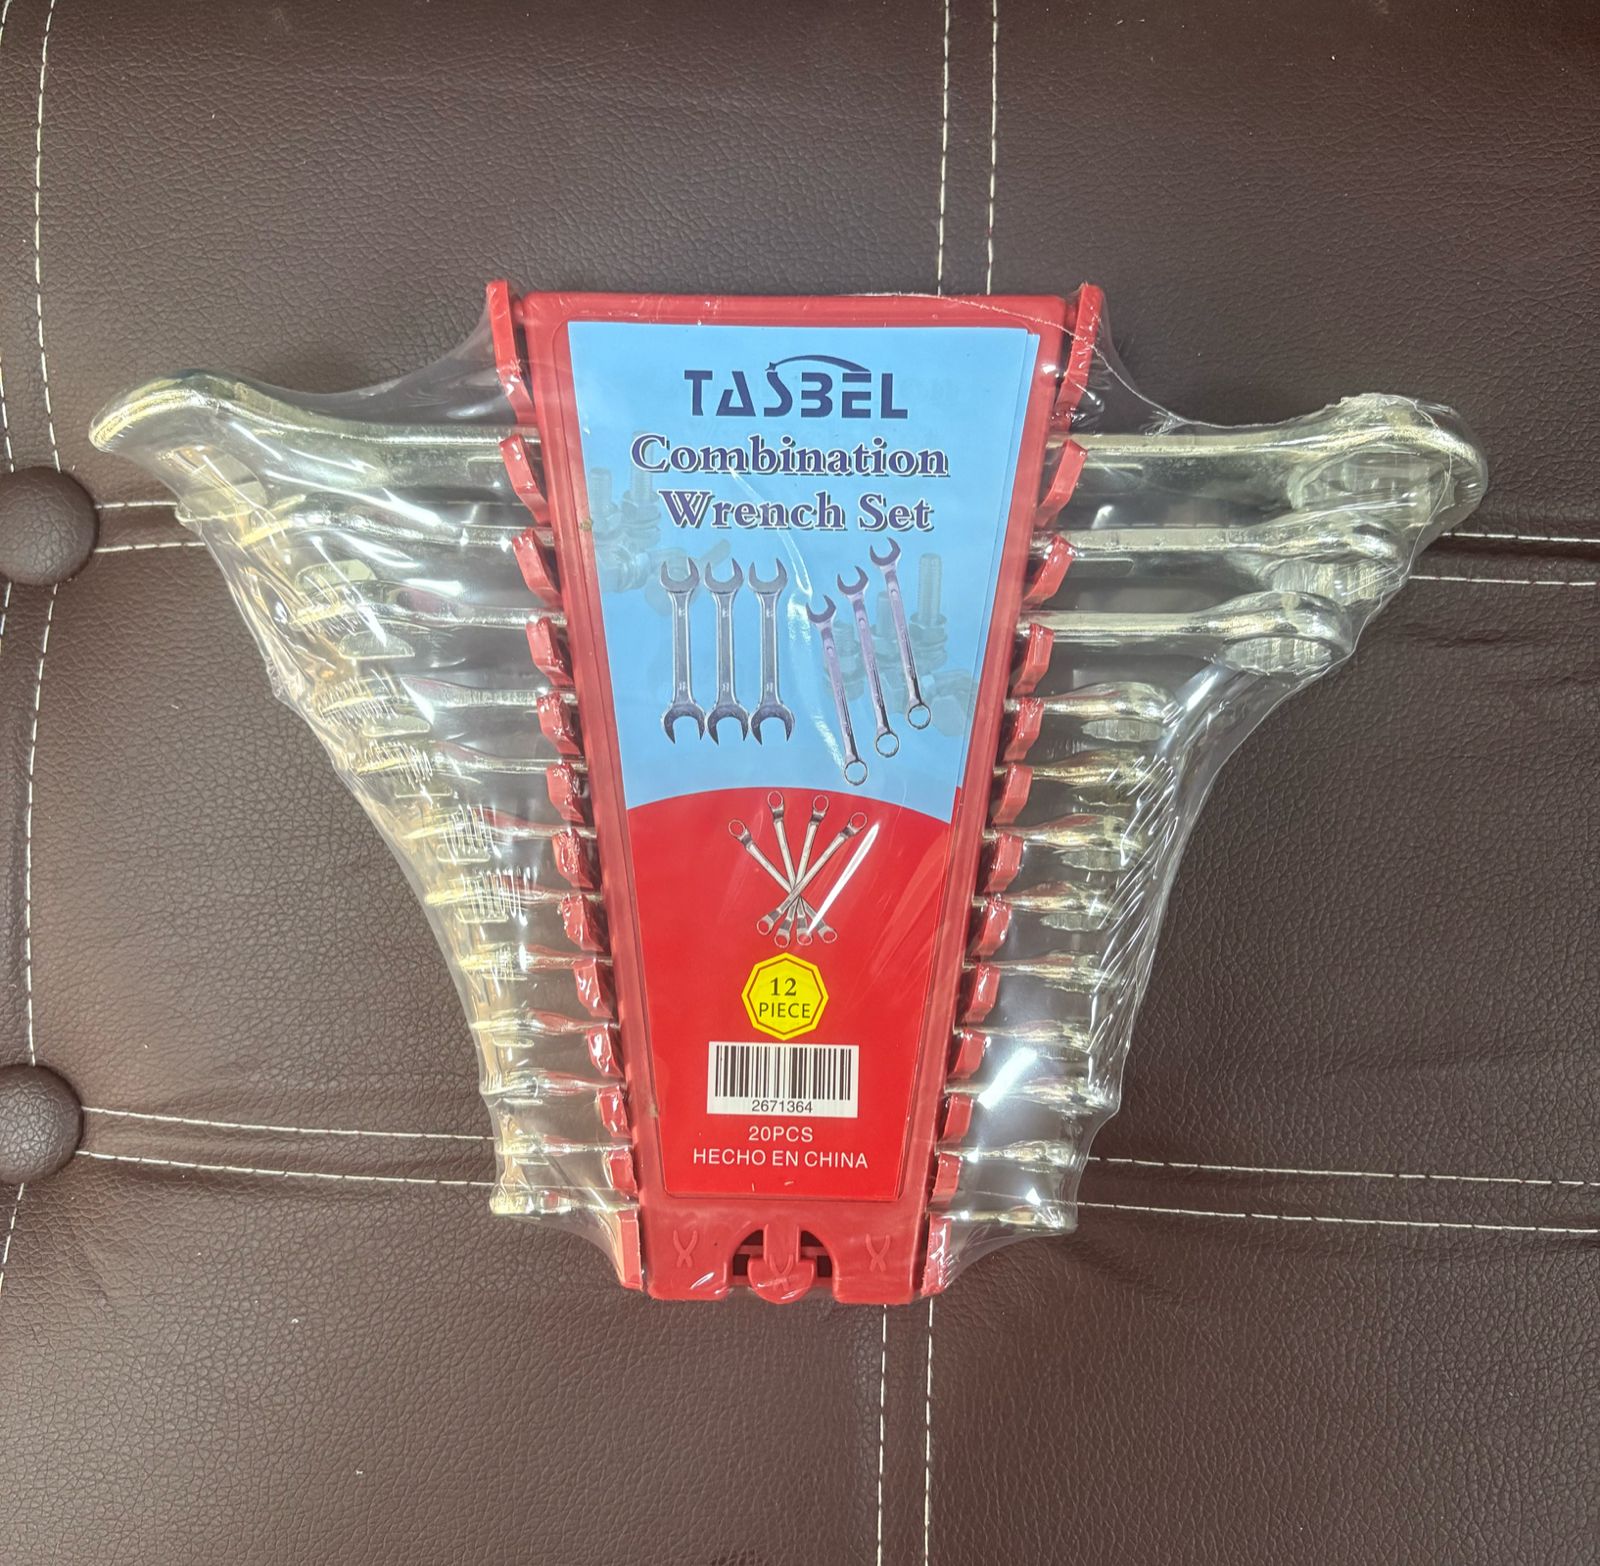 TASBEL
Combination
Wrench Set
12
PIECE
2671364
20PCS
HECHO EN CHINA